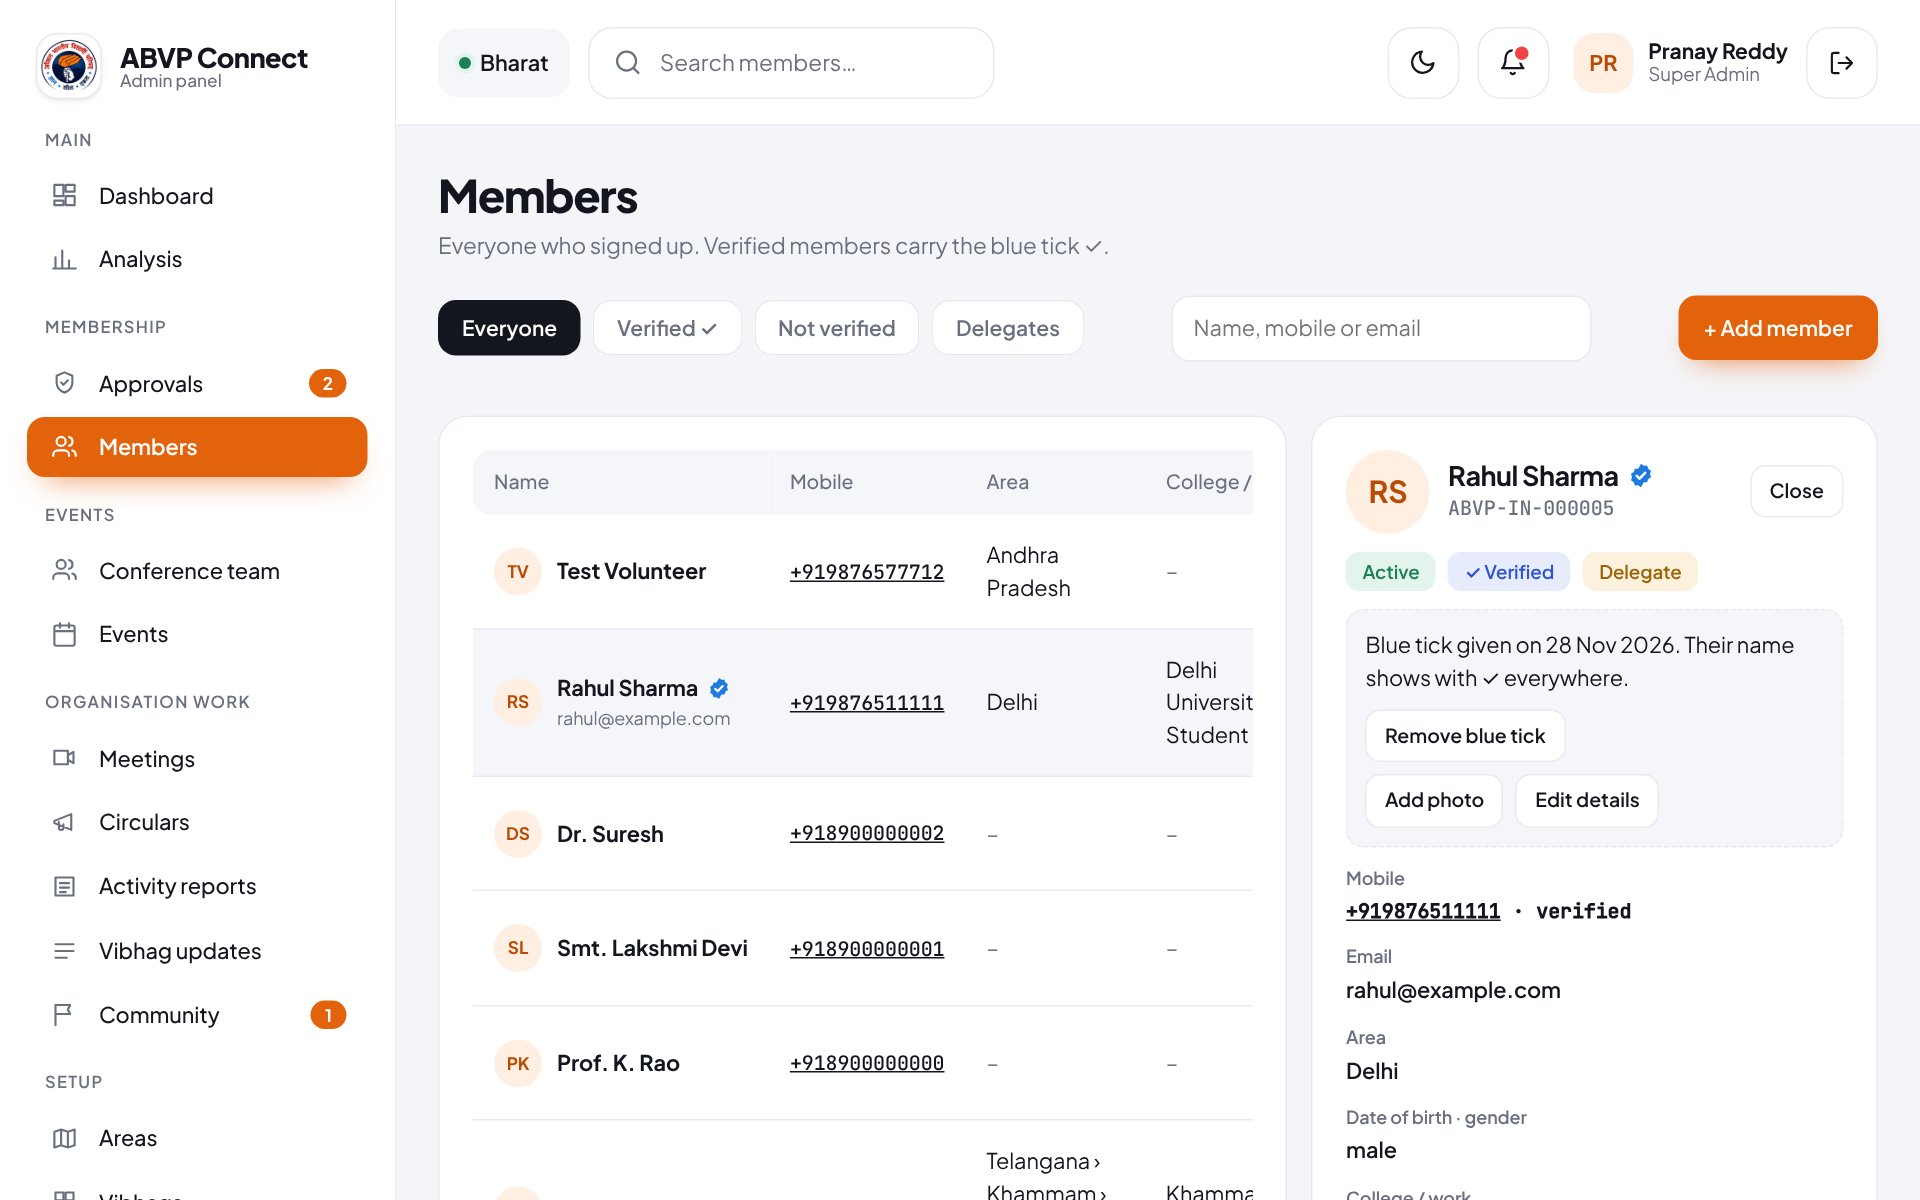 ABVP Connect
Admin panel
MAIN
Dashboard
Analysis
MEMBERSHIP
Approvals
2
Members
EVENTS
Conference team
Events
ORGANISATION WORK
Meetings
Circulars
Activity reports
Vibhag updates
Community
1
SETUP
Areas
Bharat
Search members...
PR
Pranay Reddy
Super Admin
Members
Everyone who signed up. Verified members carry the blue tick ✓.
Everyone
Verified ✓
Not verified
Delegates
Name, mobile or email
+ Add member
Name Mobile Area College /
TV Test Volunteer +919876577712 Andhra Pradesh –
RS Rahul Sharma
rahul@example.com
+919876511111
Delhi
Delhi
Universit
Student
DS Dr. Suresh +918900000002 – –
SL Smt. Lakshmi Devi +918900000001 – –
PK Prof. K. Rao +918900000000 – –
Telangana ›
Khammam ›
Khamma
RS
Rahul Sharma
ABVP-IN-000005
Close
Active
✓ Verified
Delegate
Blue tick given on 28 Nov 2026. Their name
shows with ✓ everywhere.
Remove blue tick
Add photo
Edit details
Mobile
+919876511111 · verified
Email
rahul@example.com
Area
Delhi
Date of birth · gender
male
College / work